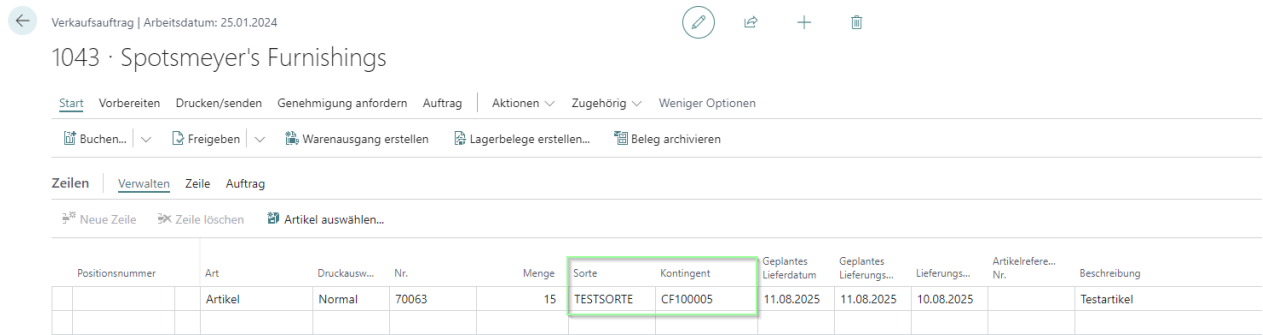 Verkaufsauftrag | Arbeitsdatum: 25.01.2024
1043 · Spotsmeyer's Furnishings
Start Vorbereiten Drucken/senden Genehmigung anfordern Auftrag Aktionen Zugehörig Weniger Optionen
Buchen... Freigeben Warenausgang erstellen Lagerbelege erstellen... Beleg archivieren
Zeilen Verwalten Zeile Auftrag
Neue Zeile Zeile löschen Artikel auswählen...
Positionsnummer Art Druckausw... Nr. Menge Sorte Kontingent Geplantes Lieferdatum Geplantes Lieferungs... Lieferungs... Artikelrefere... Nr. Beschreibung
Artikel Normal 70063 15 TESTSORTE CF100005 11.08.2025 11.08.2025 10.08.2025 Testartikel